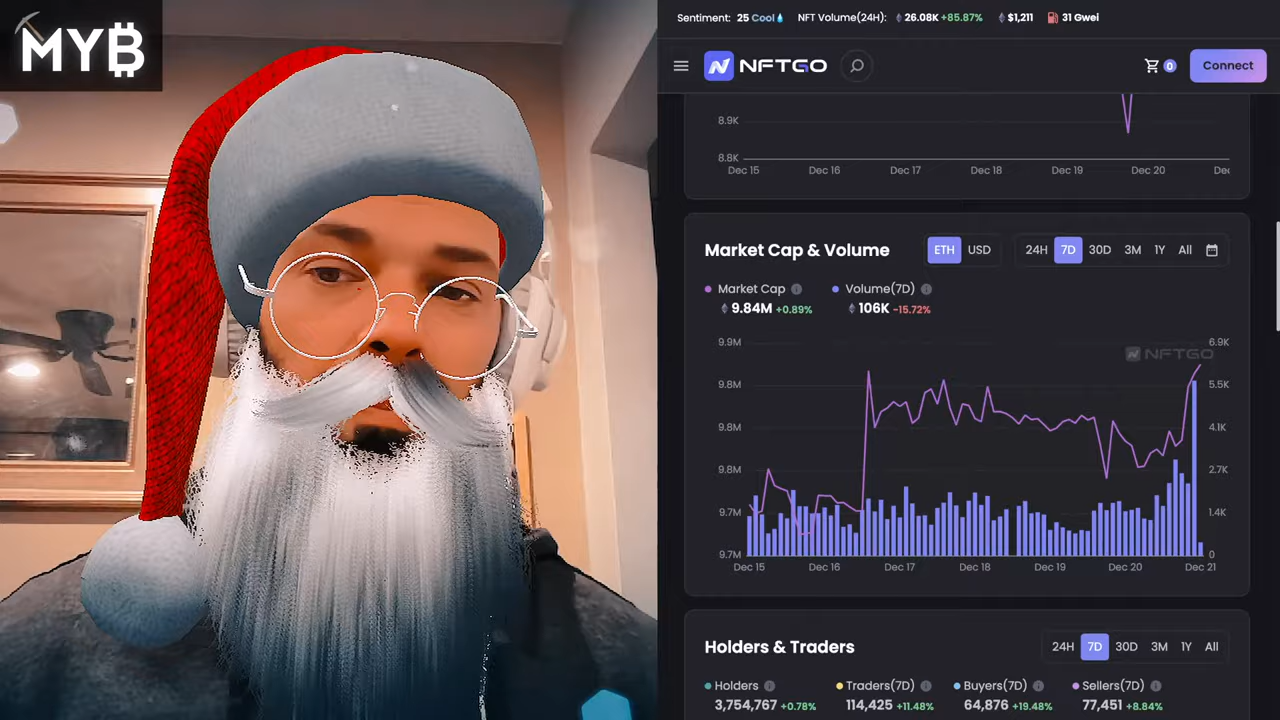 MYB
Sentiment: 25 Cool NFT Volume(24H): 26.08K +85.87% $1,211 31 Gwei
NFTGO 0 Connect
8.9K
8.8K
Dec 15 Dec 16 Dec 17 Dec 18 Dec 19 Dec 20 Dec
Market Cap & Volume ETH USD 24H 7D 30D 3M 1Y All
Market Cap Volume(7D)
9.84M +0.89% 106K -15.72%
9.9M 6.9K
NFTGO
9.8M 5.5K
9.8M 4.1K
9.8M 2.7K
9.7M 1.4K
9.7M 0
Dec 15 Dec 16 Dec 17 Dec 18 Dec 19 Dec 20 Dec 21
Holders & Traders 24H 7D 30D 3M 1Y All
Holders Traders(7D) Buyers(7D) Sellers(7D)
3,754,767 +0.78% 114,425 +11.48% 64,876 +19.48% 77,451 +8.84%